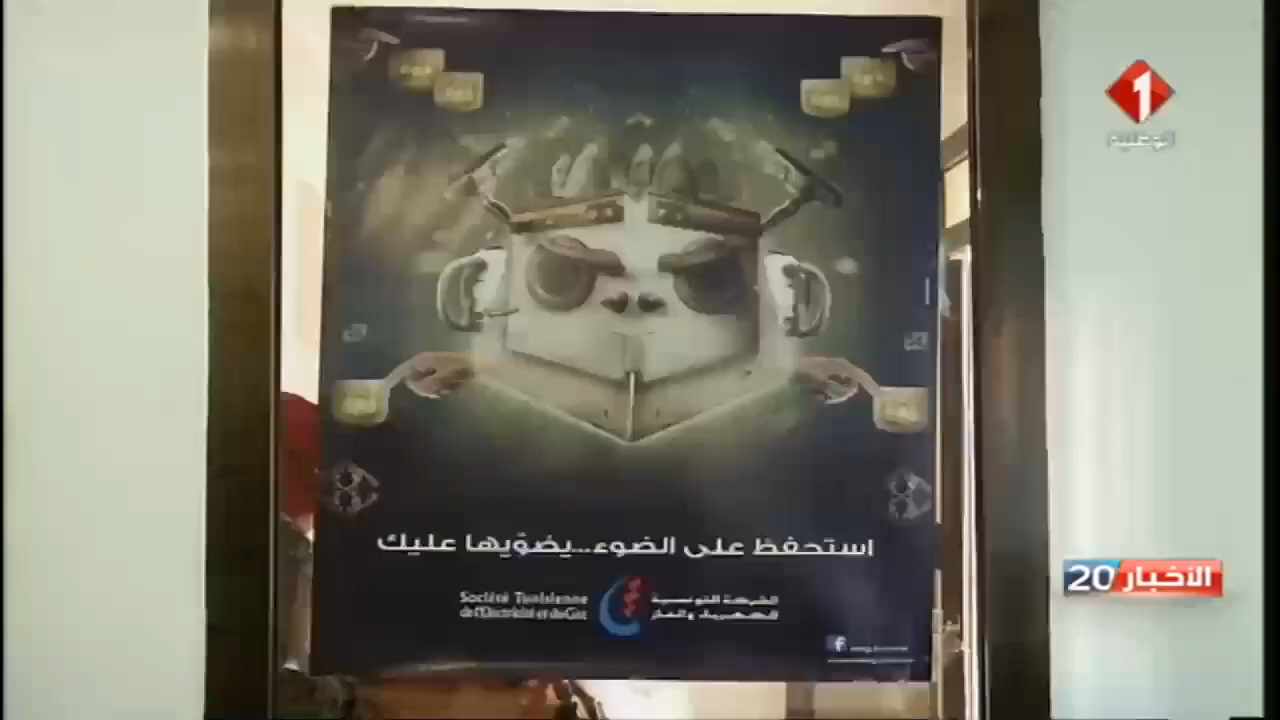 1
الوطنية
استحفظ على الضوء...يضوّيها عليك
Société Tunisienne
de l'Electricité et du Gaz
الشركة التونسية
للكهرباء والغاز
20 الأخبار